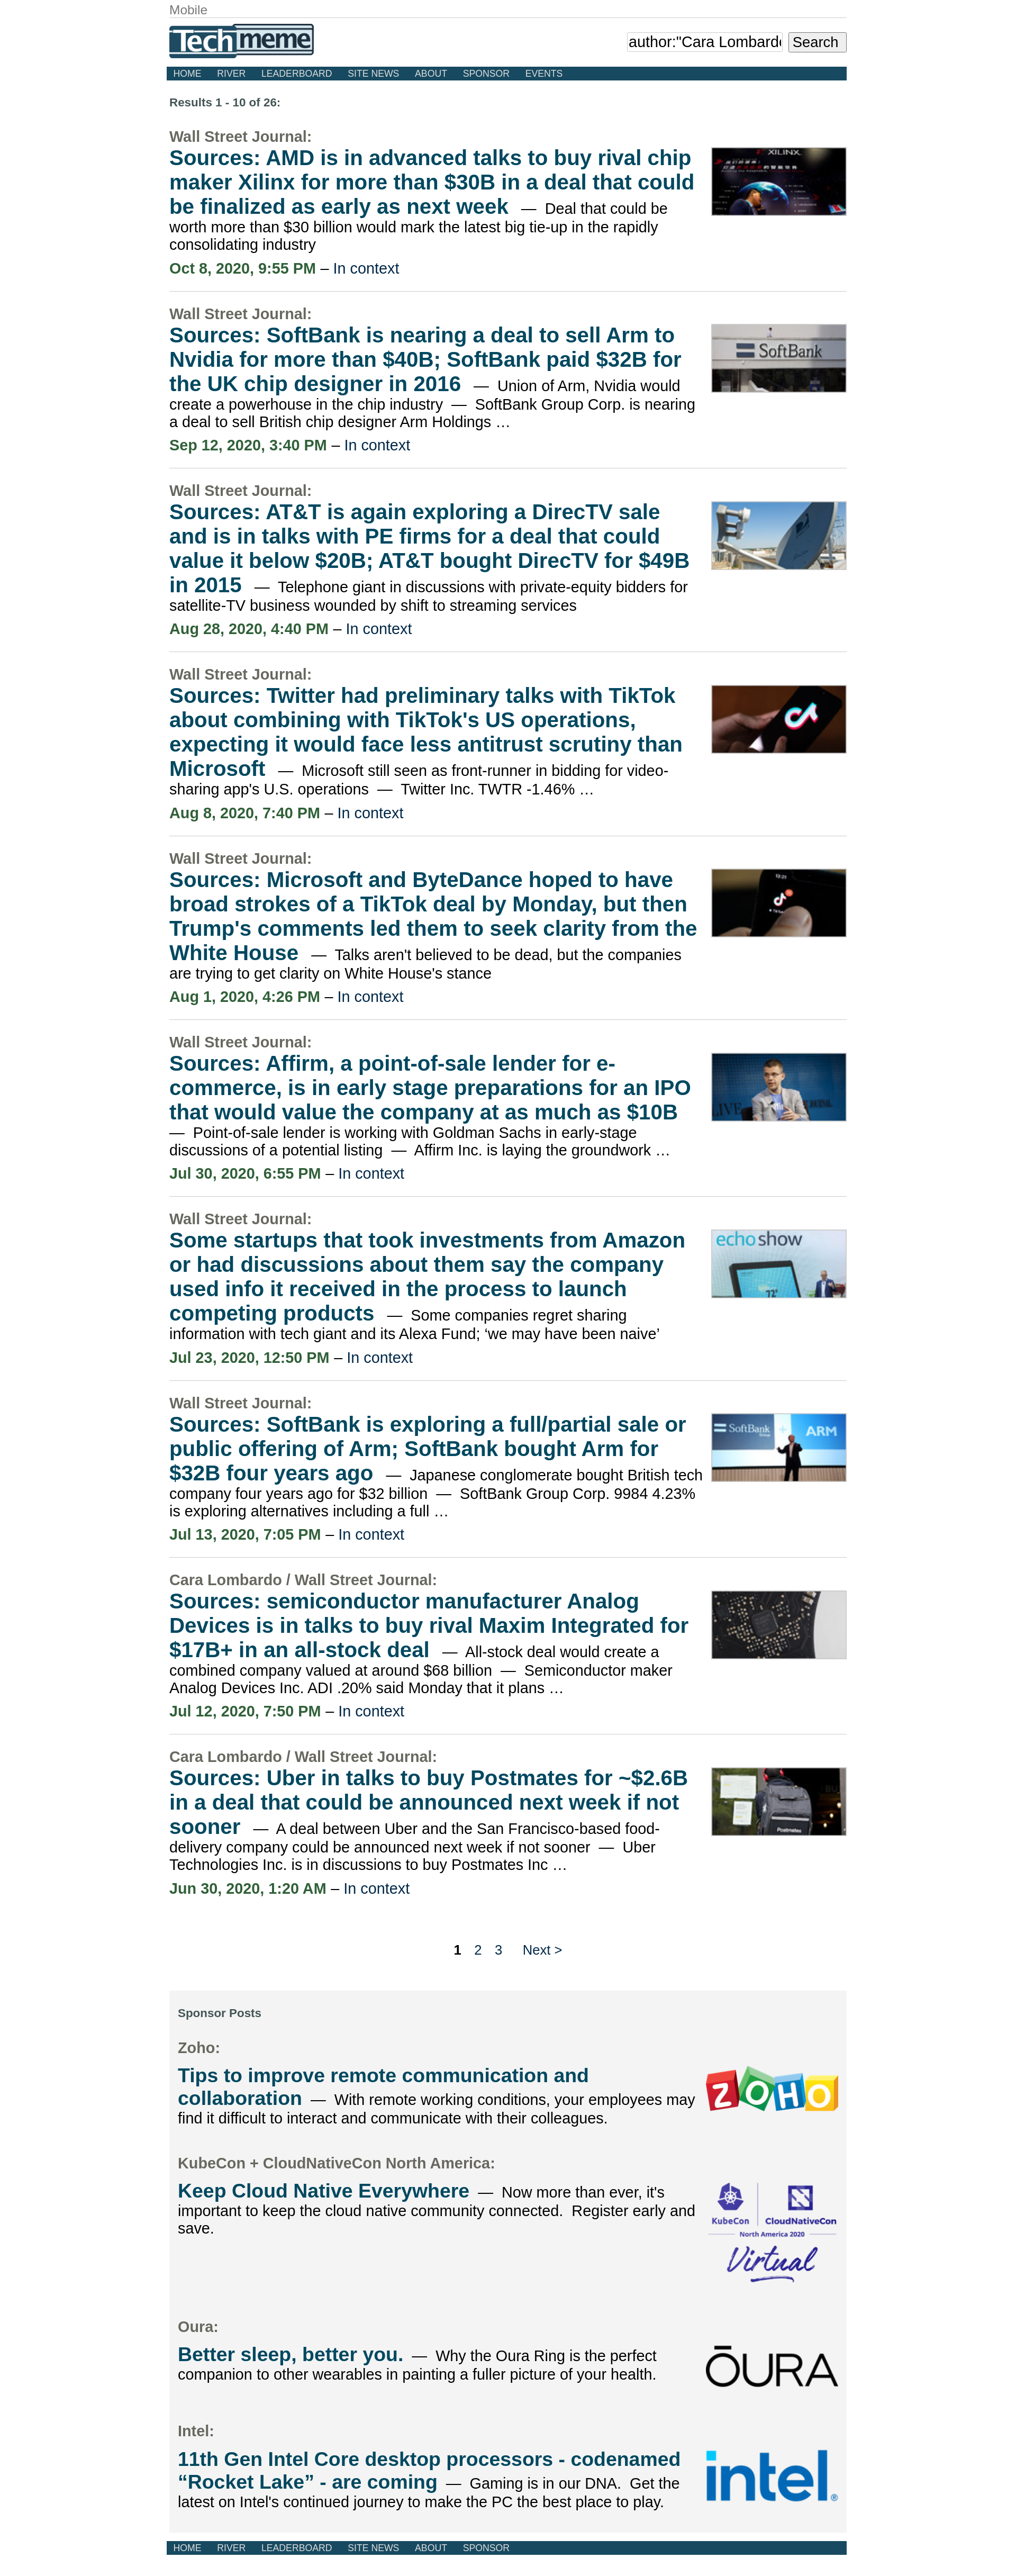 Mobile
Techmeme
author:"Cara Lombard
Search
HOME RIVER LEADERBOARD SITE NEWS ABOUT SPONSOR EVENTS
Results 1 - 10 of 26:
Wall Street Journal:
Sources: AMD is in advanced talks to buy rival chip
maker Xilinx for more than $30B in a deal that could
be finalized as early as next week — Deal that could be
worth more than $30 billion would mark the latest big tie-up in the rapidly
consolidating industry
Oct 8, 2020, 9:55 PM – In context
XILINX
Wall Street Journal:
Sources: SoftBank is nearing a deal to sell Arm to
Nvidia for more than $40B; SoftBank paid $32B for
the UK chip designer in 2016 — Union of Arm, Nvidia would
create a powerhouse in the chip industry — SoftBank Group Corp. is nearing
a deal to sell British chip designer Arm Holdings …
Sep 12, 2020, 3:40 PM – In context
SoftBank
Wall Street Journal:
Sources: AT&T is again exploring a DirecTV sale
and is in talks with PE firms for a deal that could
value it below $20B; AT&T bought DirecTV for $49B
in 2015 — Telephone giant in discussions with private-equity bidders for
satellite-TV business wounded by shift to streaming services
Aug 28, 2020, 4:40 PM – In context
Wall Street Journal:
Sources: Twitter had preliminary talks with TikTok
about combining with TikTok's US operations,
expecting it would face less antitrust scrutiny than
Microsoft — Microsoft still seen as front-runner in bidding for video-
sharing app's U.S. operations — Twitter Inc. TWTR -1.46% …
Aug 8, 2020, 7:40 PM – In context
Wall Street Journal:
Sources: Microsoft and ByteDance hoped to have
broad strokes of a TikTok deal by Monday, but then
Trump's comments led them to seek clarity from the
White House — Talks aren't believed to be dead, but the companies
are trying to get clarity on White House's stance
Aug 1, 2020, 4:26 PM – In context
Wall Street Journal:
Sources: Affirm, a point-of-sale lender for e-
commerce, is in early stage preparations for an IPO
that would value the company at as much as $10B
— Point-of-sale lender is working with Goldman Sachs in early-stage
discussions of a potential listing — Affirm Inc. is laying the groundwork …
Jul 30, 2020, 6:55 PM – In context
Wall Street Journal:
Some startups that took investments from Amazon
or had discussions about them say the company
used info it received in the process to launch
competing products — Some companies regret sharing
information with tech giant and its Alexa Fund; ‘we may have been naive’
Jul 23, 2020, 12:50 PM – In context
echo show
Wall Street Journal:
Sources: SoftBank is exploring a full/partial sale or
public offering of Arm; SoftBank bought Arm for
$32B four years ago — Japanese conglomerate bought British tech
company four years ago for $32 billion — SoftBank Group Corp. 9984 4.23%
is exploring alternatives including a full …
Jul 13, 2020, 7:05 PM – In context
SoftBank ARM
Cara Lombardo / Wall Street Journal:
Sources: semiconductor manufacturer Analog
Devices is in talks to buy rival Maxim Integrated for
$17B+ in an all-stock deal — All-stock deal would create a
combined company valued at around $68 billion — Semiconductor maker
Analog Devices Inc. ADI .20% said Monday that it plans …
Jul 12, 2020, 7:50 PM – In context
Cara Lombardo / Wall Street Journal:
Sources: Uber in talks to buy Postmates for ~$2.6B
in a deal that could be announced next week if not
sooner — A deal between Uber and the San Francisco-based food-
delivery company could be announced next week if not sooner — Uber
Technologies Inc. is in discussions to buy Postmates Inc …
Jun 30, 2020, 1:20 AM – In context
Postmates
1 2 3 Next >
Sponsor Posts
Zoho:
Tips to improve remote communication and
collaboration — With remote working conditions, your employees may
find it difficult to interact and communicate with their colleagues.
ZOHO
KubeCon + CloudNativeCon North America:
Keep Cloud Native Everywhere — Now more than ever, it's
important to keep the cloud native community connected. Register early and
save.
KubeCon CloudNativeCon
North America 2020
Virtual
Oura:
Better sleep, better you. — Why the Oura Ring is the perfect
companion to other wearables in painting a fuller picture of your health.
ŌURA
Intel:
11th Gen Intel Core desktop processors - codenamed
“Rocket Lake” - are coming — Gaming is in our DNA. Get the
latest on Intel's continued journey to make the PC the best place to play.
intel®
HOME RIVER LEADERBOARD SITE NEWS ABOUT SPONSOR